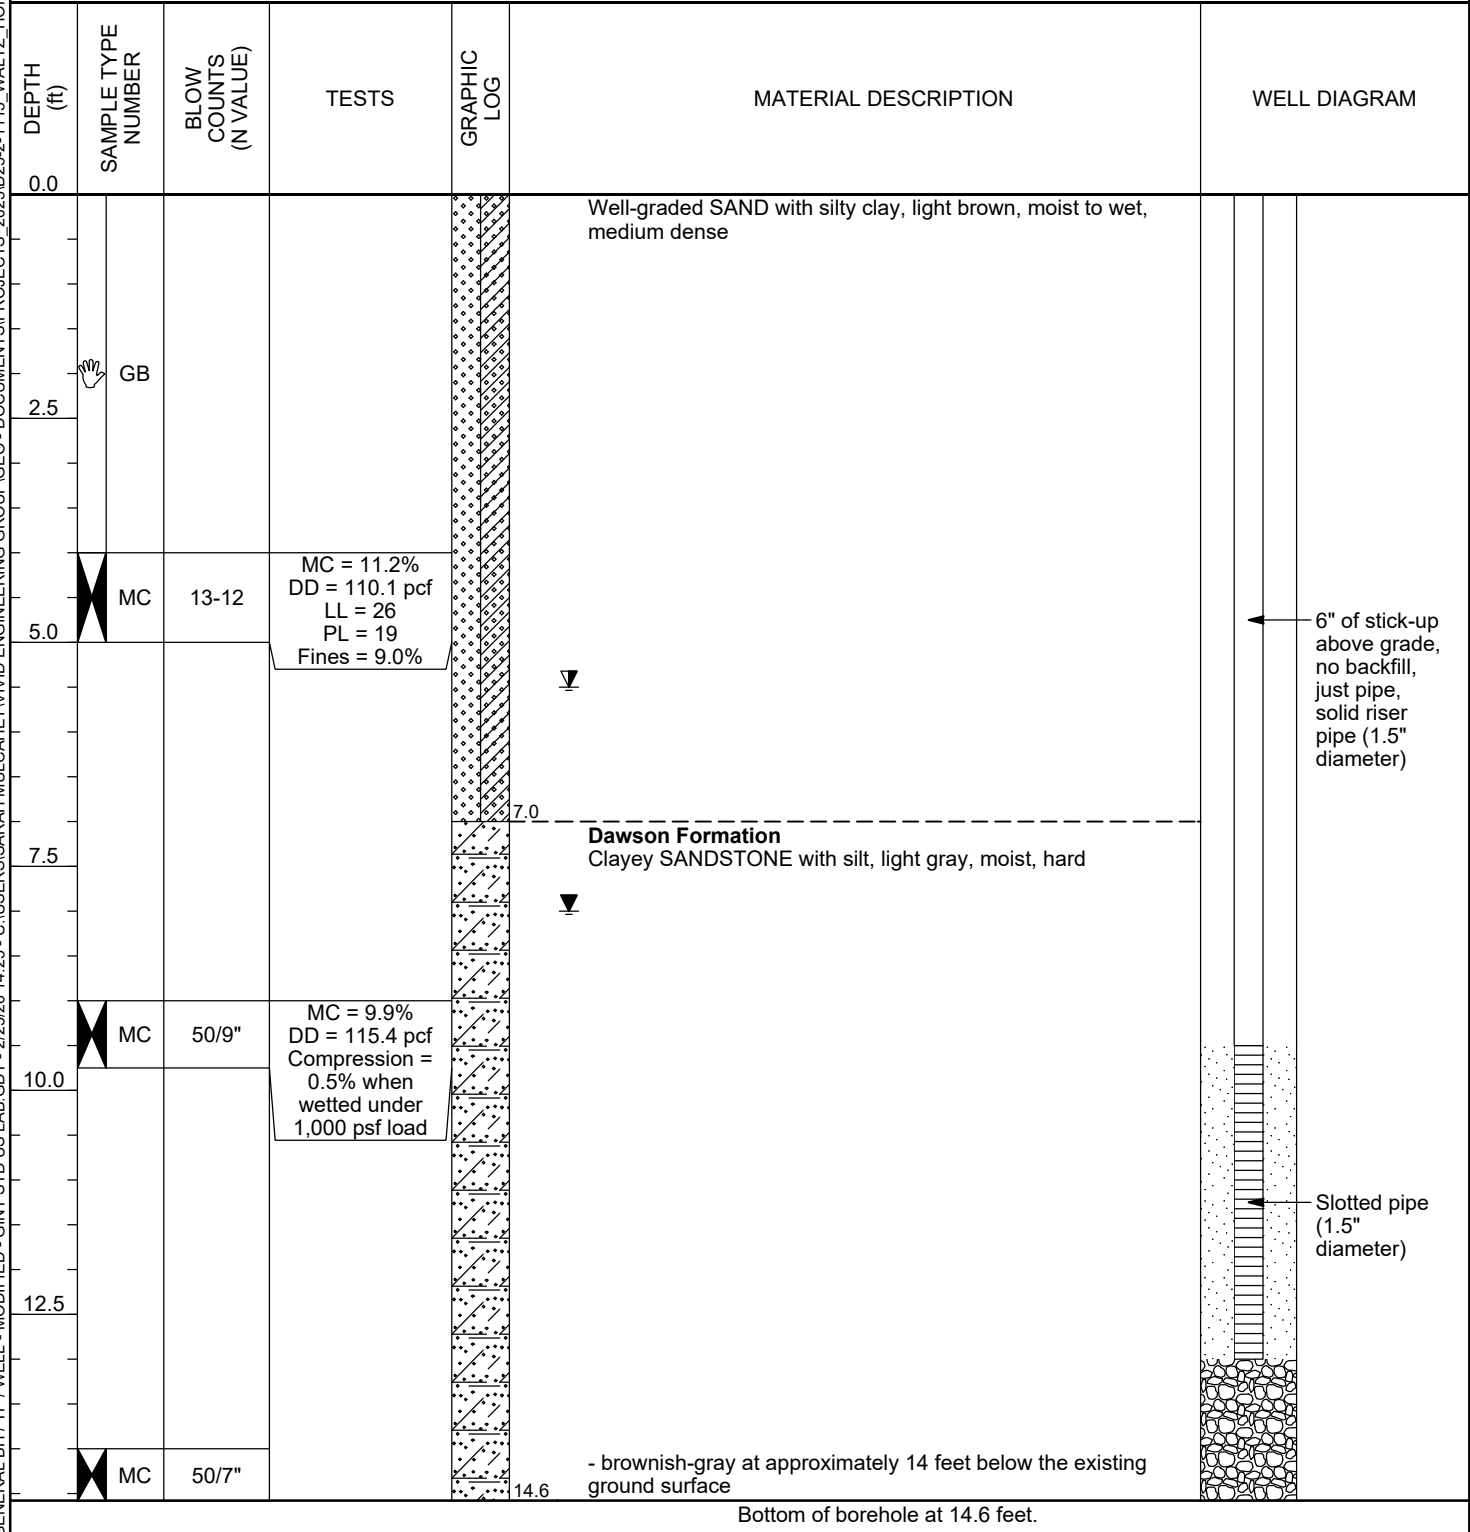 DEPTH
(ft)
SAMPLE TYPE
NUMBER
BLOW
COUNTS
(N VALUE)
TESTS
GRAPHIC
LOG
MATERIAL DESCRIPTION
WELL DIAGRAM
0.0
Well-graded SAND with silty clay, light brown, moist to wet,
medium dense
GB
2.5
MC
13-12
MC = 11.2%
DD = 110.1 pcf
LL = 26
PL = 19
Fines = 9.0%
5.0
6" of stick-up
above grade,
no backfill,
just pipe,
solid riser
pipe (1.5"
diameter)
7.0
Dawson Formation
Clayey SANDSTONE with silt, light gray, moist, hard
7.5
MC
50/9"
MC = 9.9%
DD = 115.4 pcf
Compression =
0.5% when
wetted under
1,000 psf load
10.0
Slotted pipe
(1.5"
diameter)
12.5
MC
50/7"
- brownish-gray at approximately 14 feet below the existing
ground surface
14.6
Bottom of borehole at 14.6 feet.